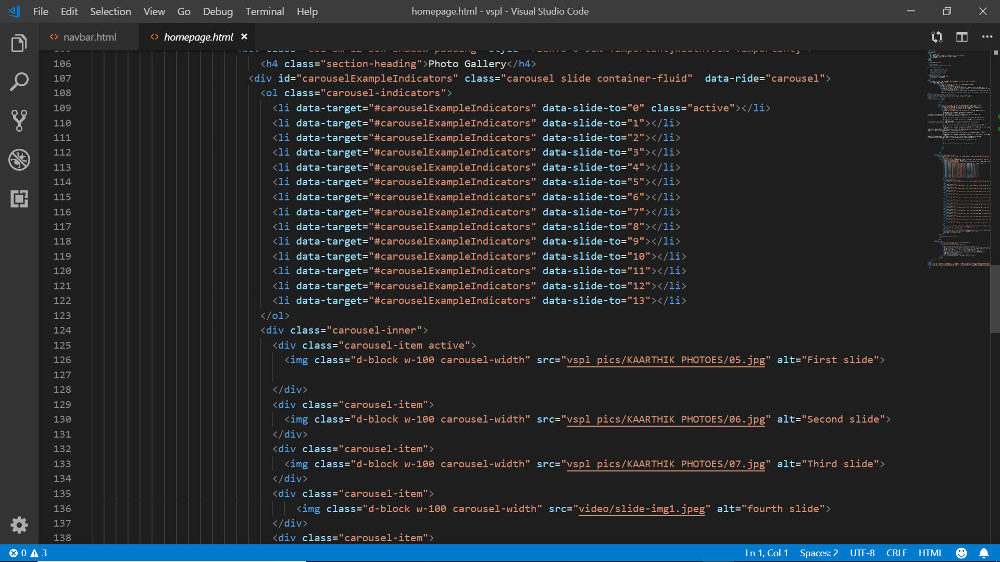 File Edit Selection View Go Debug Terminal Help
homepage.html - vspl - Visual Studio Code
navbar.html
homepage.html
106 <h4 class="section-heading">Photo Gallery</h4>
107 <div id="carouselExampleIndicators" class="carousel slide container-fluid"  data-ride="carousel">
108 <ol class="carousel-indicators">
109 <li data-target="#carouselExampleIndicators" data-slide-to="0" class="active"></li>
110 <li data-target="#carouselExampleIndicators" data-slide-to="1"></li>
111 <li data-target="#carouselExampleIndicators" data-slide-to="2"></li>
112 <li data-target="#carouselExampleIndicators" data-slide-to="3"></li>
113 <li data-target="#carouselExampleIndicators" data-slide-to="4"></li>
114 <li data-target="#carouselExampleIndicators" data-slide-to="5"></li>
115 <li data-target="#carouselExampleIndicators" data-slide-to="6"></li>
116 <li data-target="#carouselExampleIndicators" data-slide-to="7"></li>
117 <li data-target="#carouselExampleIndicators" data-slide-to="8"></li>
118 <li data-target="#carouselExampleIndicators" data-slide-to="9"></li>
119 <li data-target="#carouselExampleIndicators" data-slide-to="10"></li>
120 <li data-target="#carouselExampleIndicators" data-slide-to="11"></li>
121 <li data-target="#carouselExampleIndicators" data-slide-to="12"></li>
122 <li data-target="#carouselExampleIndicators" data-slide-to="13"></li>
123 </ol>
124 <div class="carousel-inner">
125 <div class="carousel-item active">
126 <img class="d-block w-100 carousel-width" src="vspl pics/KAARTHIK PHOTOES/05.jpg" alt="First slide">
127
128 </div>
129 <div class="carousel-item">
130 <img class="d-block w-100 carousel-width" src="vspl pics/KAARTHIK PHOTOES/06.jpg" alt="Second slide">
131 </div>
132 <div class="carousel-item">
133 <img class="d-block w-100 carousel-width" src="vspl pics/KAARTHIK PHOTOES/07.jpg" alt="Third slide">
134 </div>
135 <div class="carousel-item">
136 <img class="d-block w-100 carousel-width" src="video/slide-img1.jpeg" alt="fourth slide">
137 </div>
138 <div class="carousel-item">
0 3 Ln 1, Col 1 Spaces: 2 UTF-8 CRLF HTML